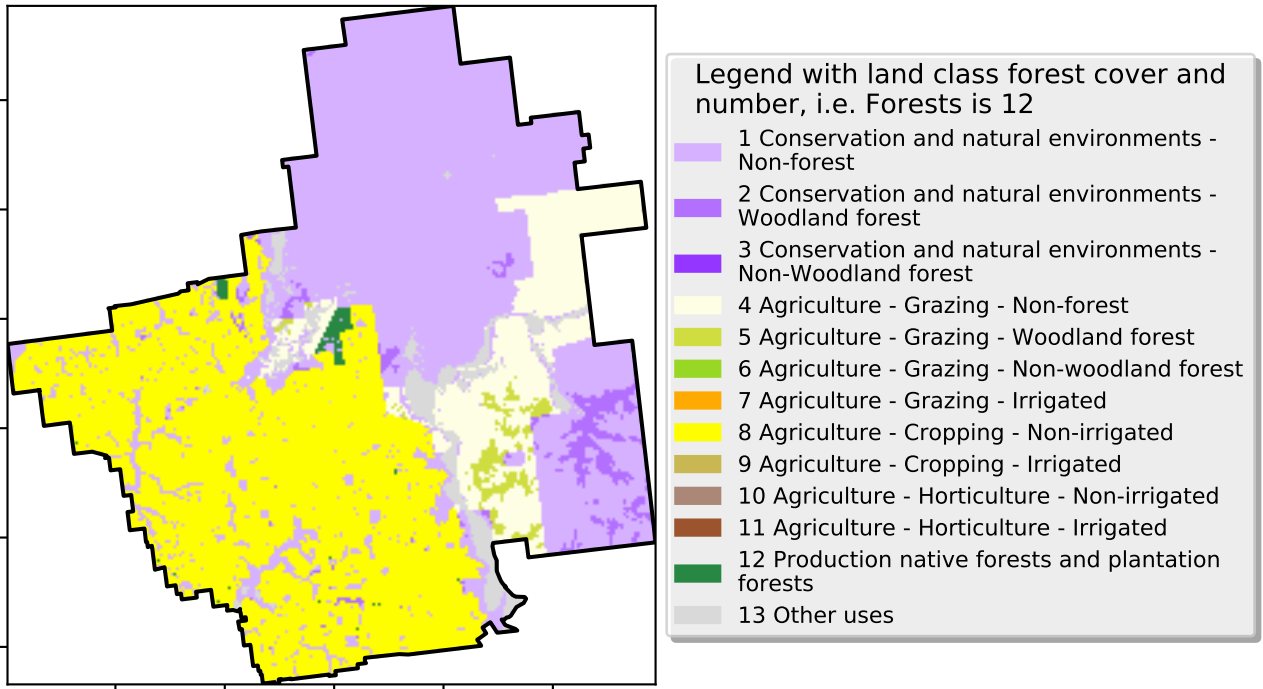 Legend with land class forest cover and
number, i.e. Forests is 12
1 Conservation and natural environments -
Non-forest
2 Conservation and natural environments -
Woodland forest
3 Conservation and natural environments -
Non-Woodland forest
4 Agriculture - Grazing - Non-forest
5 Agriculture - Grazing - Woodland forest
6 Agriculture - Grazing - Non-woodland forest
7 Agriculture - Grazing - Irrigated
8 Agriculture - Cropping - Non-irrigated
9 Agriculture - Cropping - Irrigated
10 Agriculture - Horticulture - Non-irrigated
11 Agriculture - Horticulture - Irrigated
12 Production native forests and plantation
forests
13 Other uses